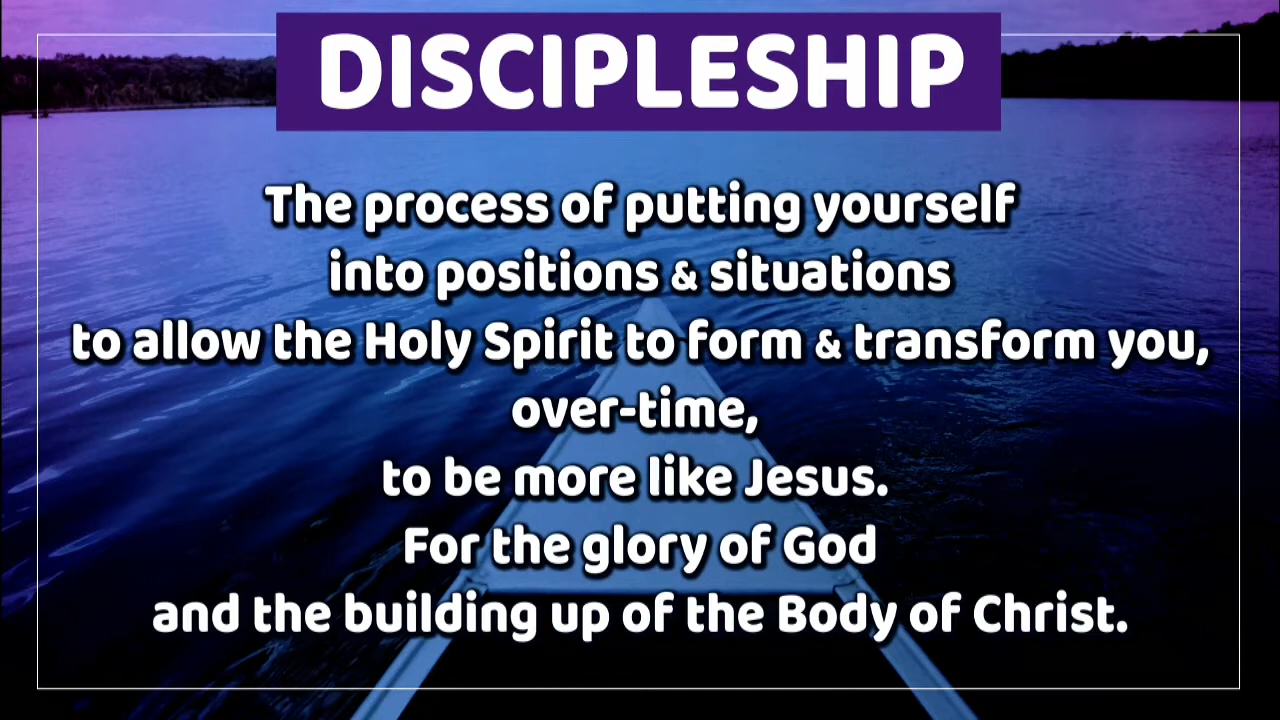 DISCIPLESHIP
The process of putting yourself
into positions & situations
to allow the Holy Spirit to form & transform you,
over-time,
to be more like Jesus.
For the glory of God
and the building up of the Body of Christ.